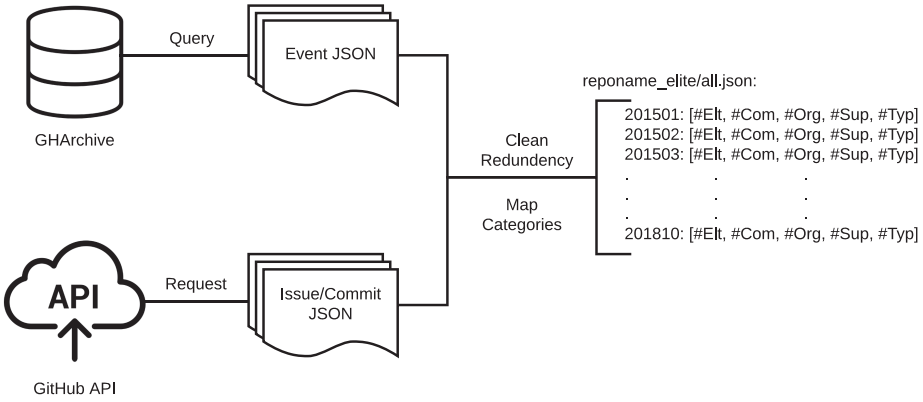 Query
Event JSON
GHArchive
API
Request
Issue/Commit
JSON
GitHub API
Clean
Redundency
Map
Categories
reponame_elite/all.json:
201501: [#Elt, #Com, #Org, #Sup, #Typ]
201502: [#Elt, #Com, #Org, #Sup, #Typ]
201503: [#Elt, #Com, #Org, #Sup, #Typ]
. . .
. . .
. . .
201810: [#Elt, #Com, #Org, #Sup, #Typ]